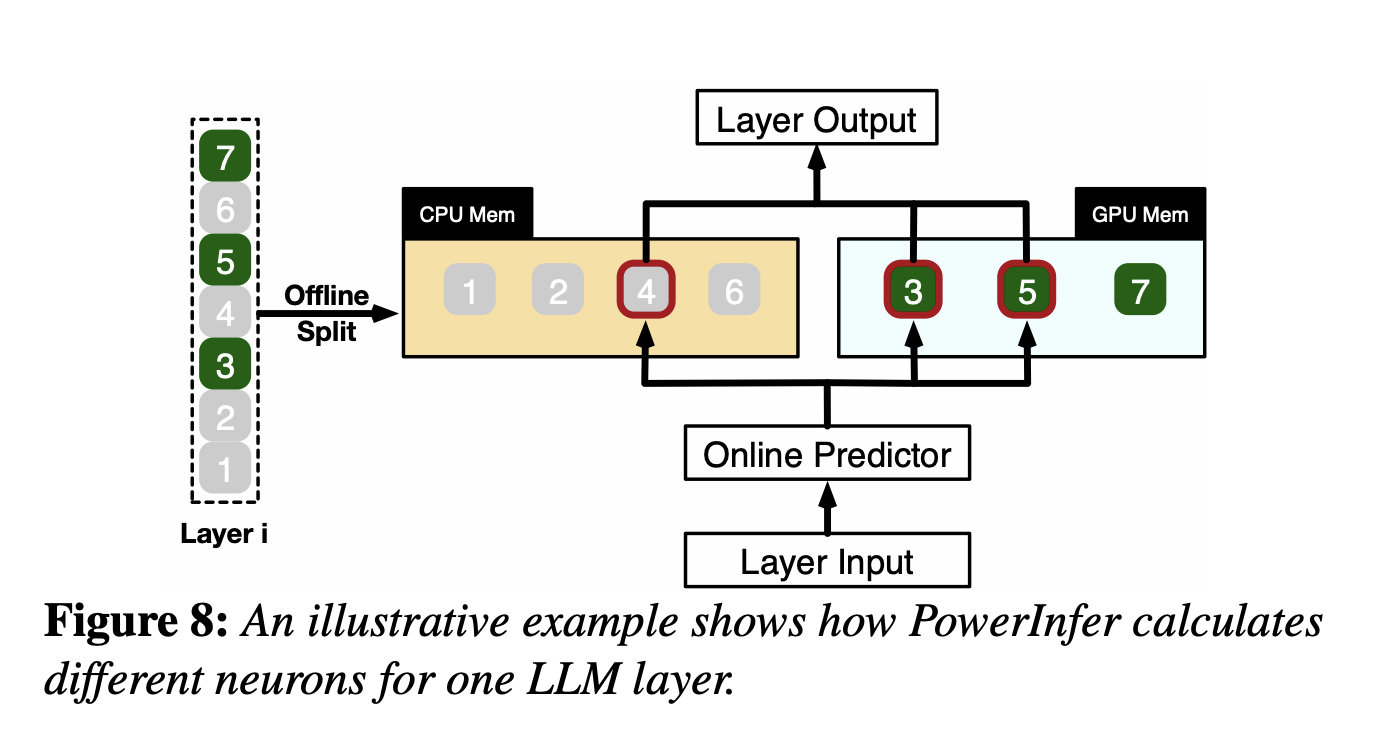 Layer Output
7
6
5
4
3
2
1
Layer i
Offline
Split
CPU Mem
1 2 4 6
GPU Mem
3 5 7
Online Predictor
Layer Input
Figure 8: An illustrative example shows how PowerInfer calculates
different neurons for one LLM layer.